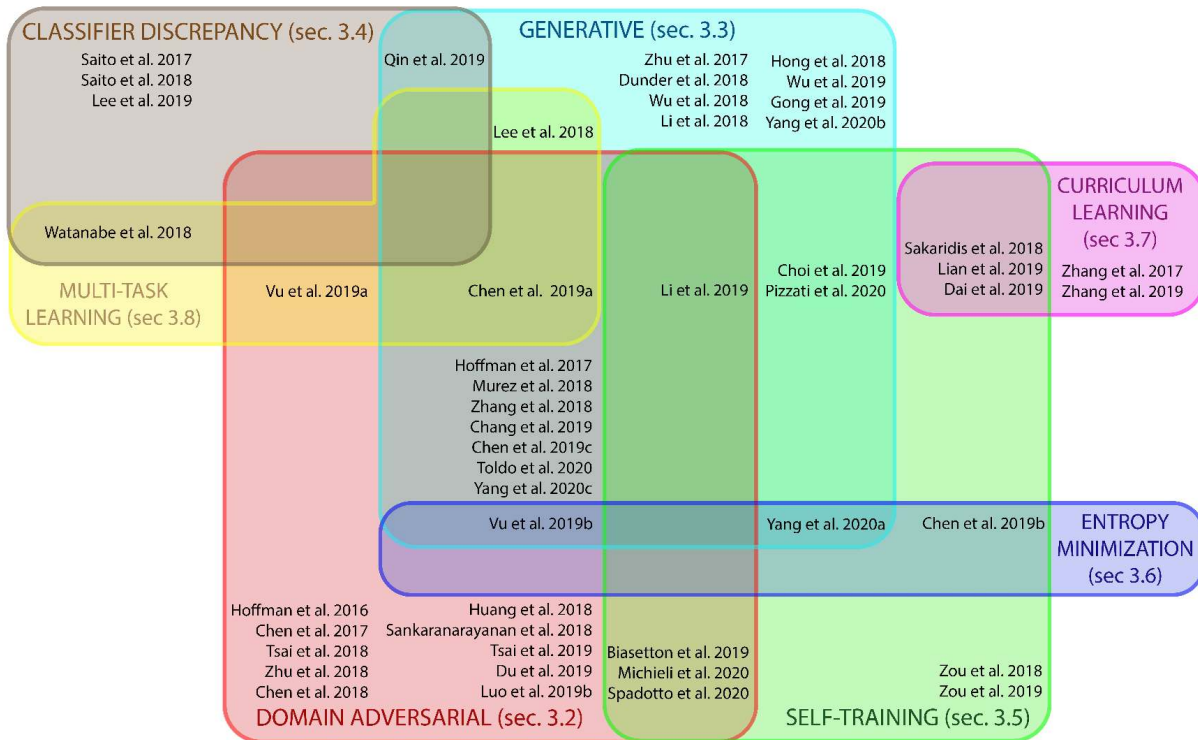 CLASSIFIER DISCREPANCY (sec. 3.4)
Saito et al. 2017
Saito et al. 2018
Lee et al. 2019
Qin et al. 2019
GENERATIVE (sec. 3.3)
Zhu et al. 2017
Dunder et al. 2018
Wu et al. 2018
Li et al. 2018
Hong et al. 2018
Wu et al. 2019
Gong et al. 2019
Yang et al. 2020b
Lee et al. 2018
Watanabe et al. 2018
MULTI-TASK
LEARNING (sec 3.8)
Vu et al. 2019a
Chen et al. 2019a
Li et al. 2019
Choi et al. 2019
Pizzati et al. 2020
Sakaridis et al. 2018
Lian et al. 2019
Dai et al. 2019
CURRICULUM
LEARNING
(sec 3.7)
Zhang et al. 2017
Zhang et al. 2019
Hoffman et al. 2017
Murez et al. 2018
Zhang et al. 2018
Chang et al. 2019
Chen et al. 2019c
Toldo et al. 2020
Yang et al. 2020c
Vu et al. 2019b
Yang et al. 2020a
Chen et al. 2019b
ENTROPY
MINIMIZATION
(sec 3.6)
Hoffman et al. 2016
Chen et al. 2017
Tsai et al. 2018
Zhu et al. 2018
Chen et al. 2018
Huang et al. 2018
Sankaranarayanan et al. 2018
Tsai et al. 2019
Du et al. 2019
Luo et al. 2019b
Biasetton et al. 2019
Michieli et al. 2020
Spadotto et al. 2020
Zou et al. 2018
Zou et al. 2019
DOMAIN ADVERSARIAL (sec. 3.2)
SELF-TRAINING (sec. 3.5)